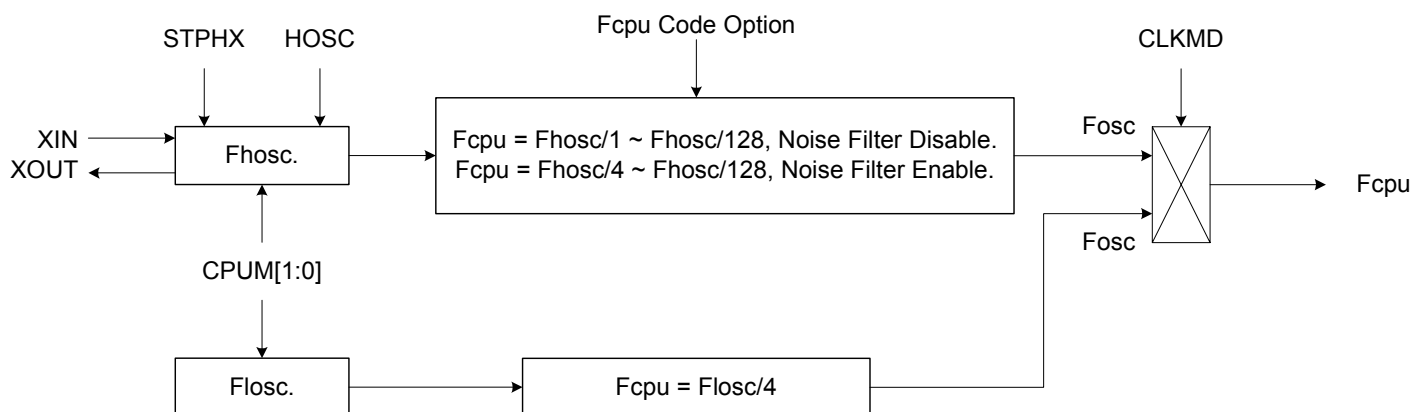 Fcpu Code Option
STPHX
HOSC
CLKMD
XIN
XOUT
Fhosc.
Fcpu = Fhosc/1 ~ Fhosc/128, Noise Filter Disable.
Fcpu = Fhosc/4 ~ Fhosc/128, Noise Filter Enable.
Fosc
Fcpu
Fosc
CPUM[1:0]
Flosc.
Fcpu = Flosc/4